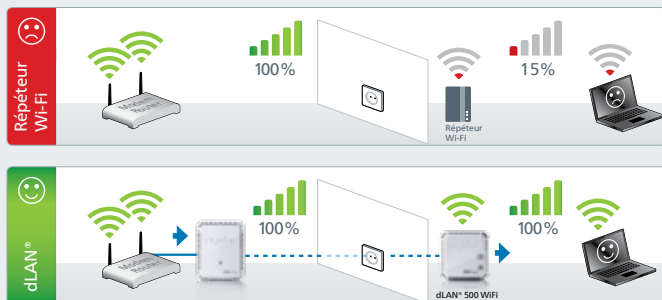 Répéteur
Wi-Fi
Modem
Router
100%
Répéteur
Wi-Fi
15%
dLAN®
Modem
Router
100%
dLAN® 500 WiFi
100%